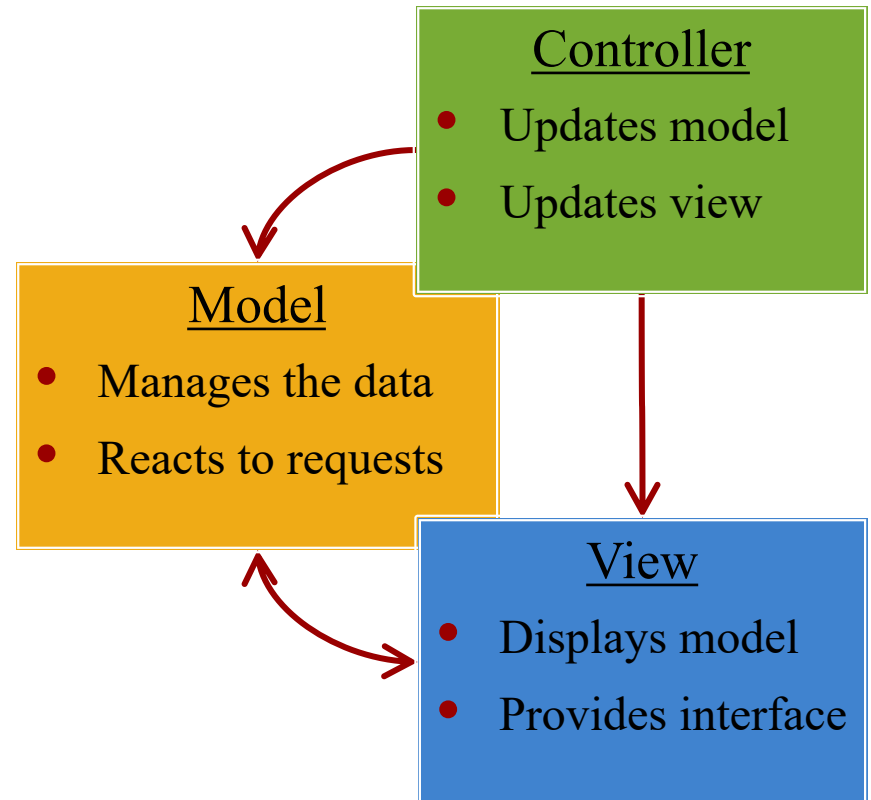 Controller
• Updates model
• Updates view
Model
• Manages the data
• Reacts to requests
View
• Displays model
• Provides interface